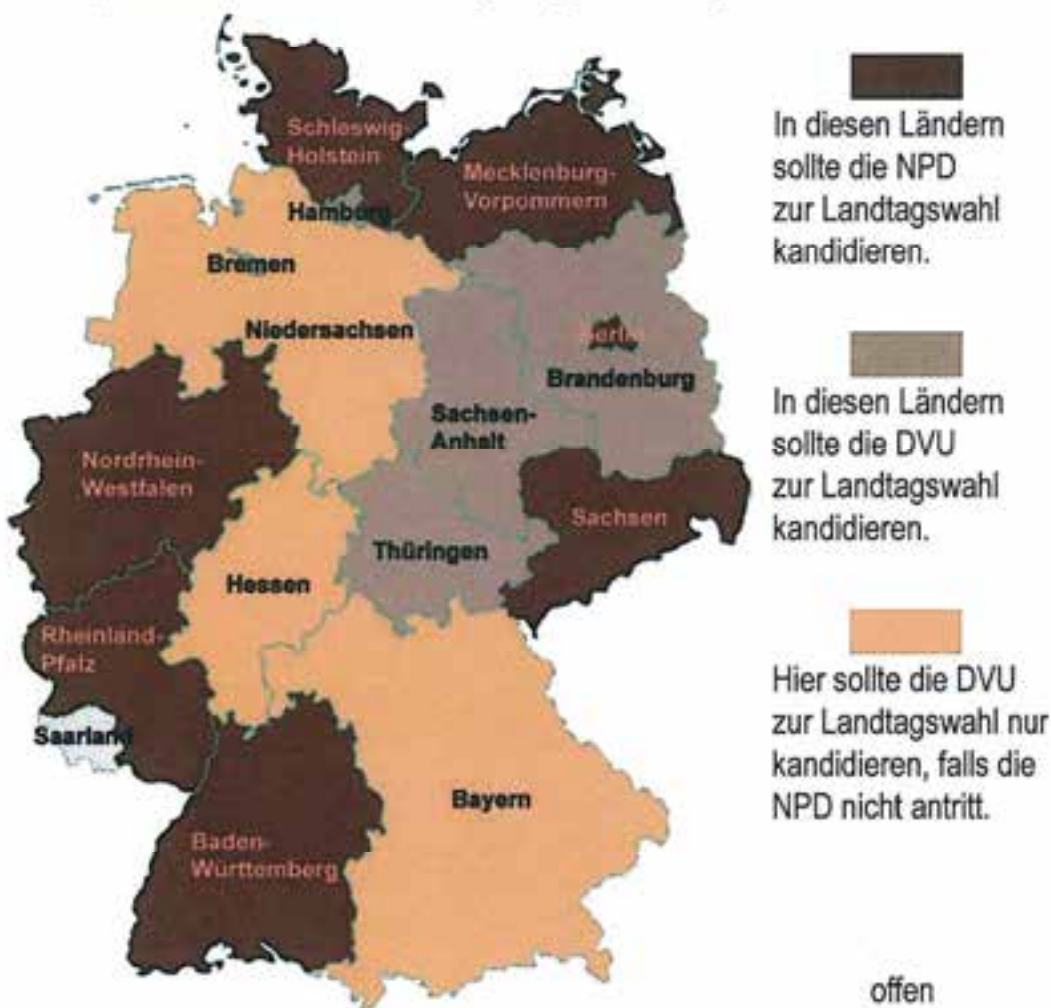 Schleswig
Holstein
Mecklenburg-
Vorpommern
Hamburg
Bremen
Niedersachsen
Brandenburg
Sachsen-
Anhalt
Nordrhein-
Westfalen
Sachsen
Thüringen
Hessen
Rheinland-
Pfalz
Saarland
Bayern
Baden-
Württemberg
In diesen Ländern
sollte die NPD
zur Landtagswahl
kandidieren.
In diesen Ländern
sollte die DVU
zur Landtagswahl
kandidieren.
Hier sollte die DVU
zur Landtagswahl nur
kandidieren, falls die
NPD nicht antritt.
offen